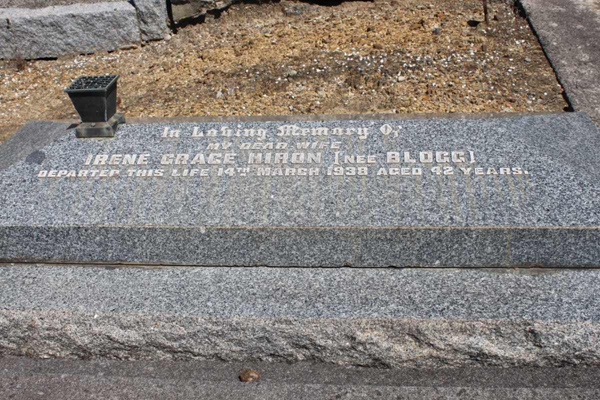 In Loving Memory Of
MY DEAR WIFE
IRENE GRACE HIRON [NEE BLOGG]
DEPARTED THIS LIFE 14TH MARCH 1938 AGED 42 YEARS.